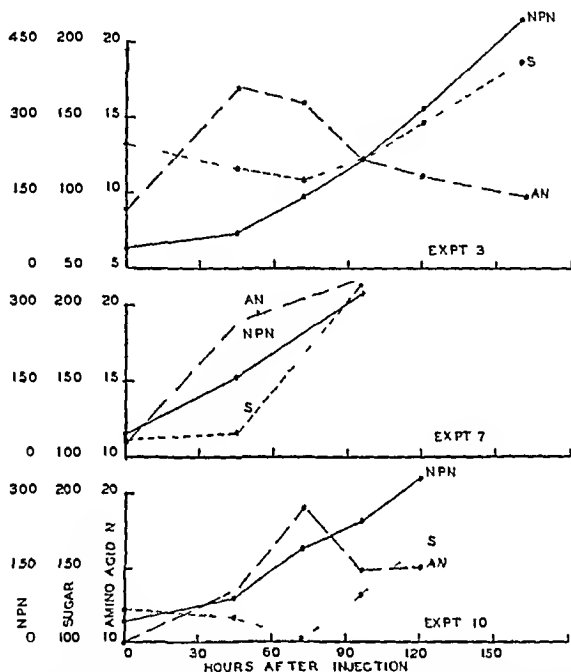 450 200 20
NPN
S
300 150 15
150 100 10
AN
0 50 5
EXPT 3
300 200 20
AN
NPN
150 150 15
S
EXPT 7
0 100 10
NPN
300 200 20
S
150 150 15
AN
EXPT 10
0 100 10
NPN
SUGAR
AMINO ACID N
0 30 60 90 120 150
HOURS AFTER INJECTION